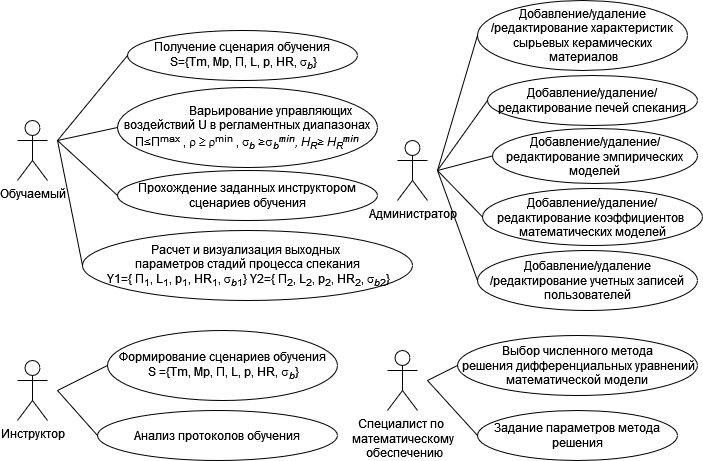 Получение сценария обучения
S={Tm, Mp, П, L, p, HR, σb}
Варьирование управляющих
воздействий U в регламентных диапазонах
П≤Пmax , ρ ≥ ρmin , σb ≥σbmin, HR≥ HRmin
Обучаемый
Прохождение заданных инструктором
сценариев обучения
Расчет и визуализация выходных
параметров стадий процесса спекания
Y1={ П1, L1, p1, HR1, σb1} Y2={ П2, L2, p2, HR2, σb2}
Добавление/удаление
/редактирование характеристик
сырьевых керамических
материалов
Добавление/удаление/
редактирование печей спекания
Добавление/удаление/
редактирование эмпирических
моделей
Администратор
Добавление/удаление/
редактирование коэффициентов
математических моделей
Добавление/удаление
/редактирование учетных записей
пользователей
Формирование сценариев обучения
S ={Tm, Mp, П, L, p, HR, σb}
Инструктор
Анализ протоколов обучения
Выбор численного метода
решения дифференциальных уравнений
математической модели
Специалист по
математическому
обеспечению
Задание параметров метода
решения